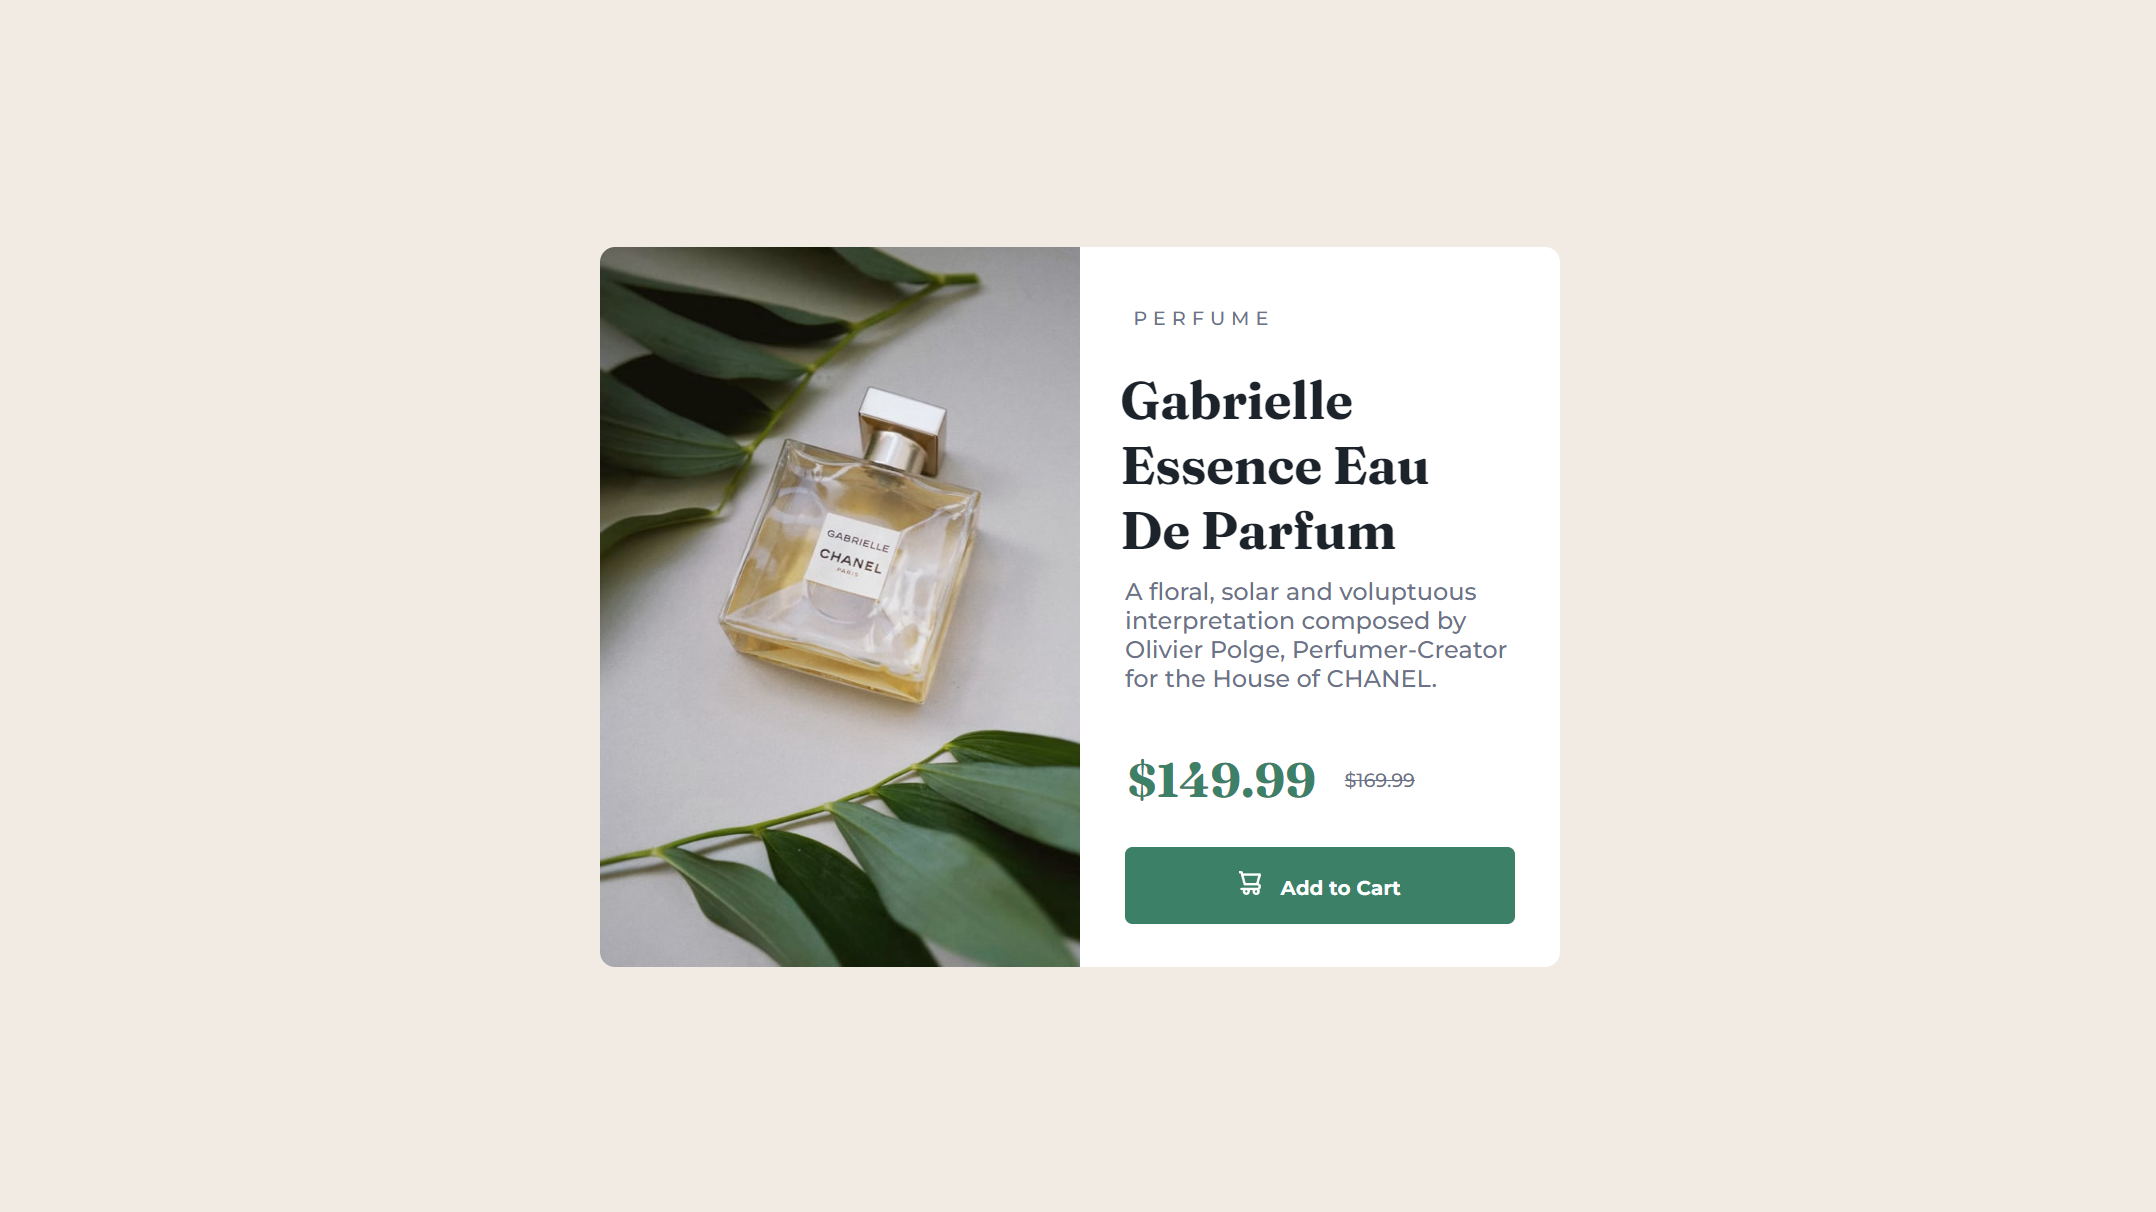 GABRIELLE
CHANEL
PARIS
PERFUME
Gabrielle
Essence Eau
De Parfum
A floral, solar and voluptuous
interpretation composed by
Olivier Polge, Perfumer-Creator
for the House of CHANEL.
$149.99 $169.99
Add to Cart